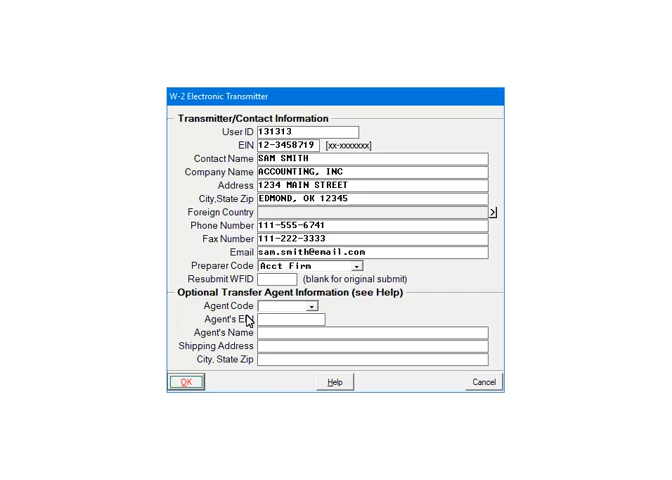 W-2 Electronic Transmitter
Transmitter/Contact Information
User ID 131313
EIN 12-3458719 [xx-xxxxxxx]
Contact Name SAM SMITH
Company Name ACCOUNTING, INC
Address 1234 MAIN STREET
City,State Zip EDMOND, OK 12345
Foreign Country >
Phone Number 111-555-6741
Fax Number 111-222-3333
Email sam.smith@email.com
Preparer Code Acct Firm
Resubmit WFID (blank for original submit)
Optional Transfer Agent Information (see Help)
Agent Code
Agent's EIN
Agent's Name
Shipping Address
City, State Zip
OK Help Cancel